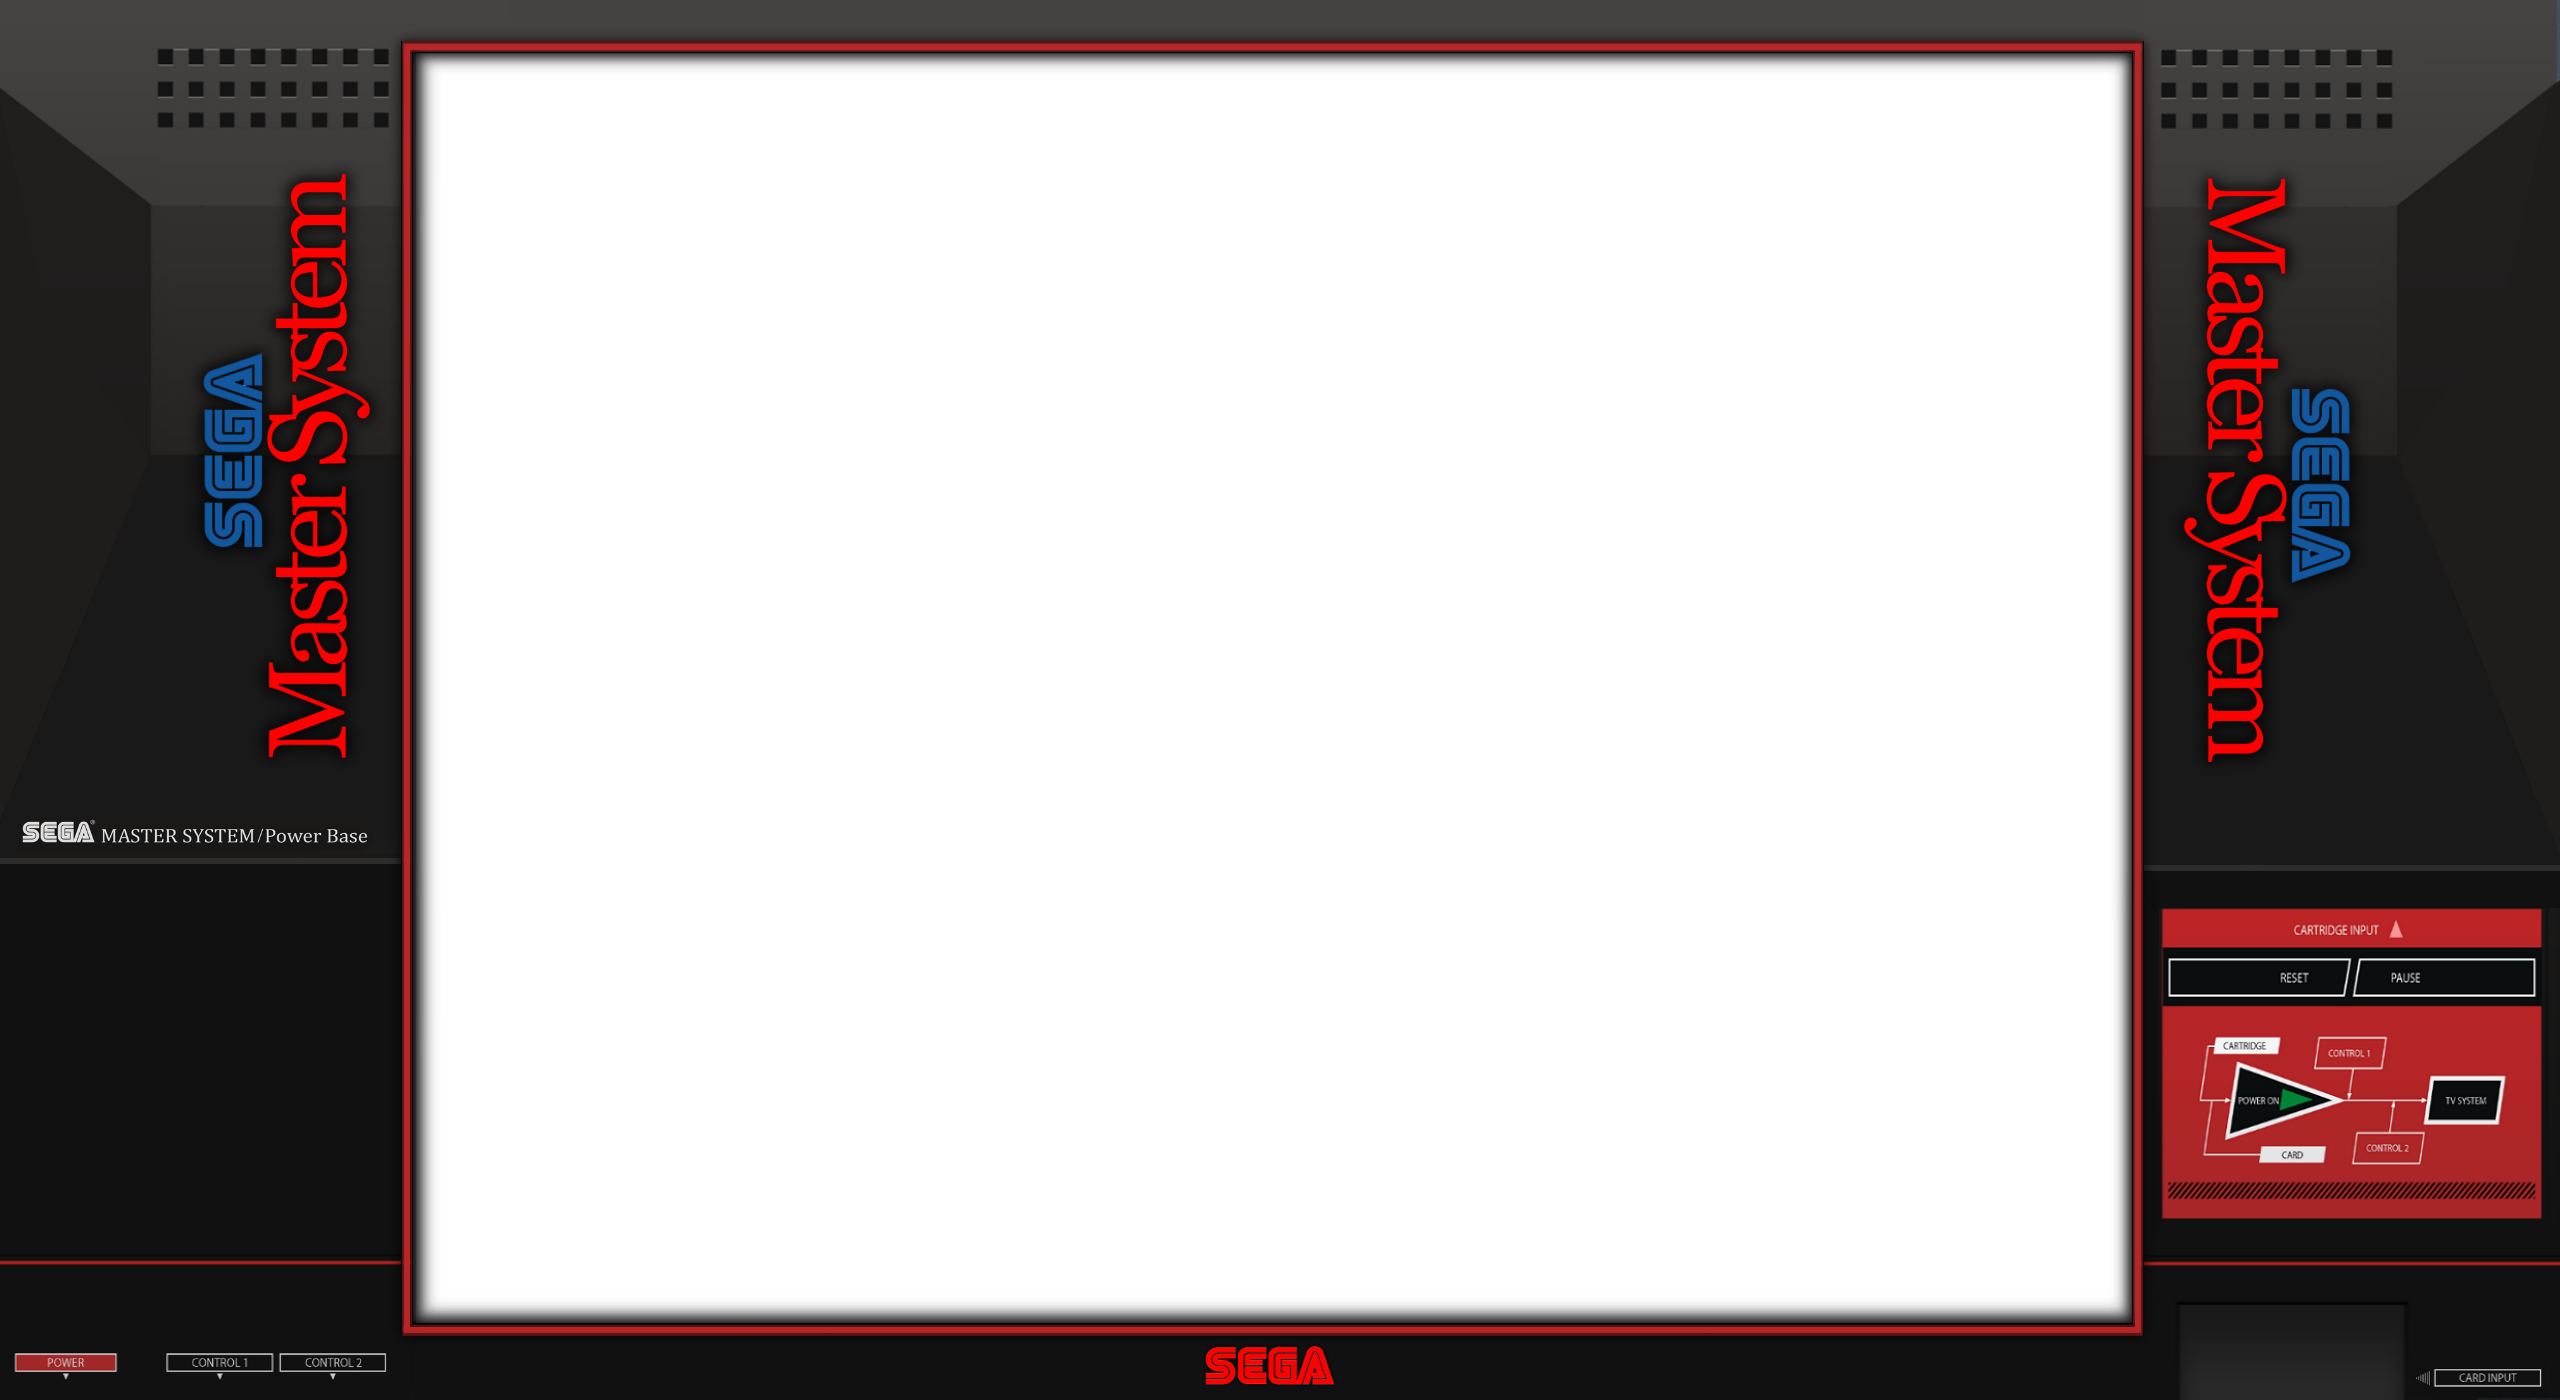 SEGA
Master System
Master System
SEGA
SEGA® MASTER SYSTEM/Power Base
CARTRIDGE INPUT
RESET
PAUSE
CARTRIDGE
CONTROL 1
POWER ON
TV SYSTEM
CONTROL 2
CARD
POWER
CONTROL 1
CONTROL 2
SEGA
CARD INPUT